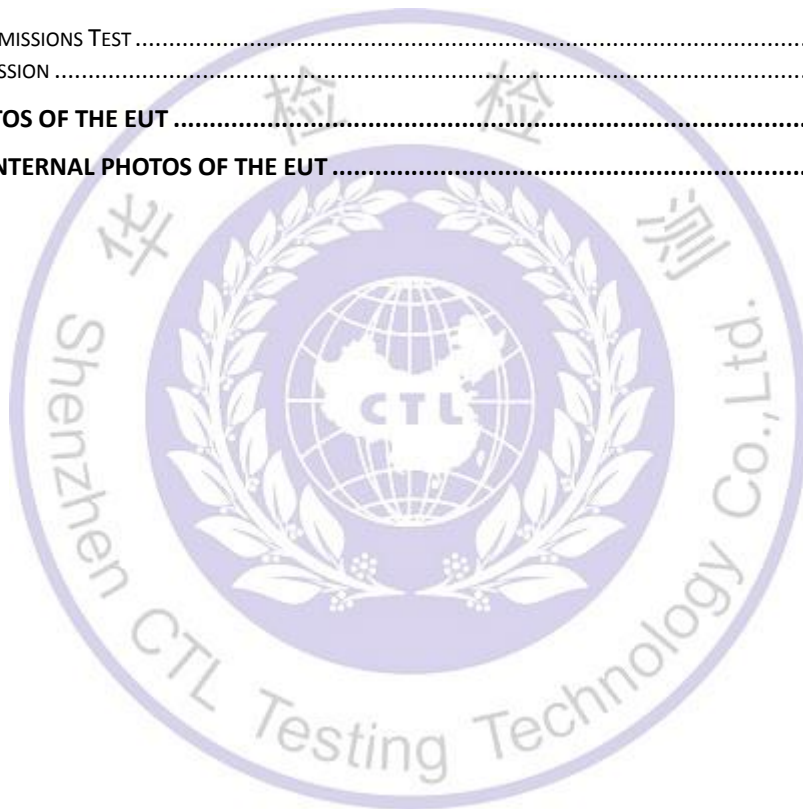 MISSIONS TEST ........................................................................................
SSION ........................................................................................
TOS OF THE EUT ........................................................................................
NTERNAL PHOTOS OF THE EUT ........................................................................................
华 检 检 测
Shenzhen CTL Testing Technology Co.,Ltd.
CTL